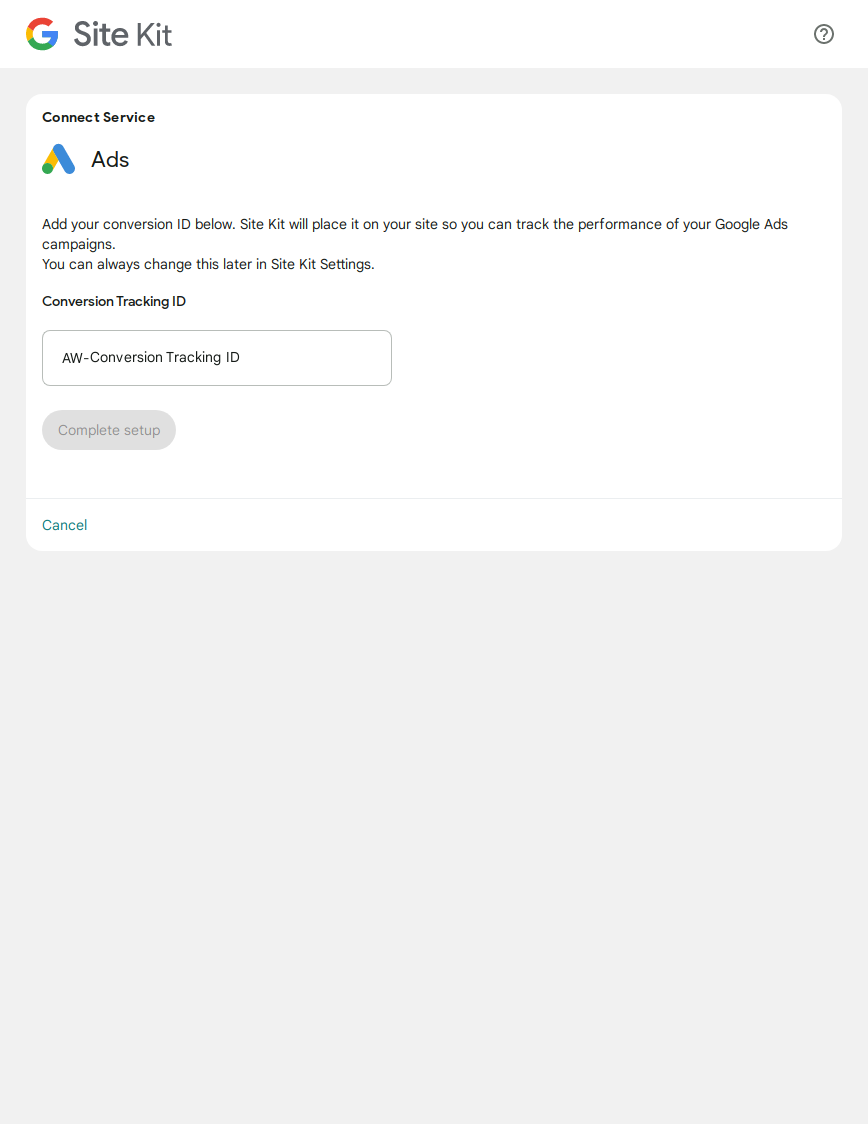 Site Kit
Connect Service
Ads
Add your conversion ID below. Site Kit will place it on your site so you can track the performance of your Google Ads
campaigns.
You can always change this later in Site Kit Settings.
Conversion Tracking ID
AW-Conversion Tracking ID
Complete setup
Cancel